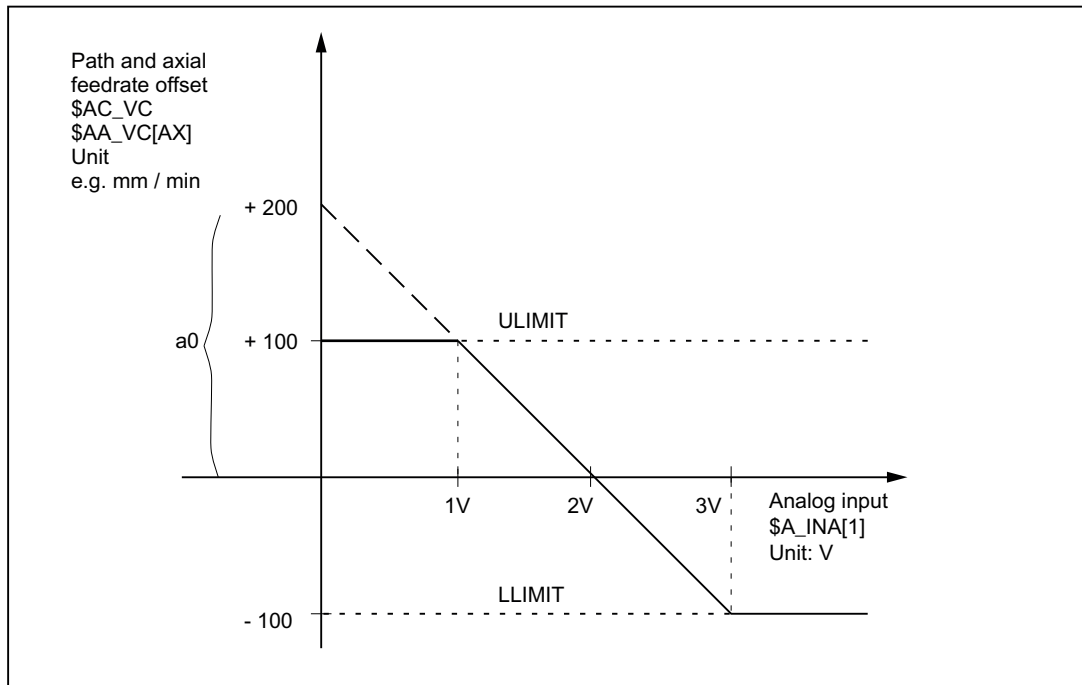 Path and axial
feedrate offset
$AC_VC
$AA_VC[AX]
Unit
e.g. mm / min
+ 200
a0
+ 100
ULIMIT
1V
2V
3V
Analog input
$A_INA[1]
Unit: V
LLIMIT
- 100